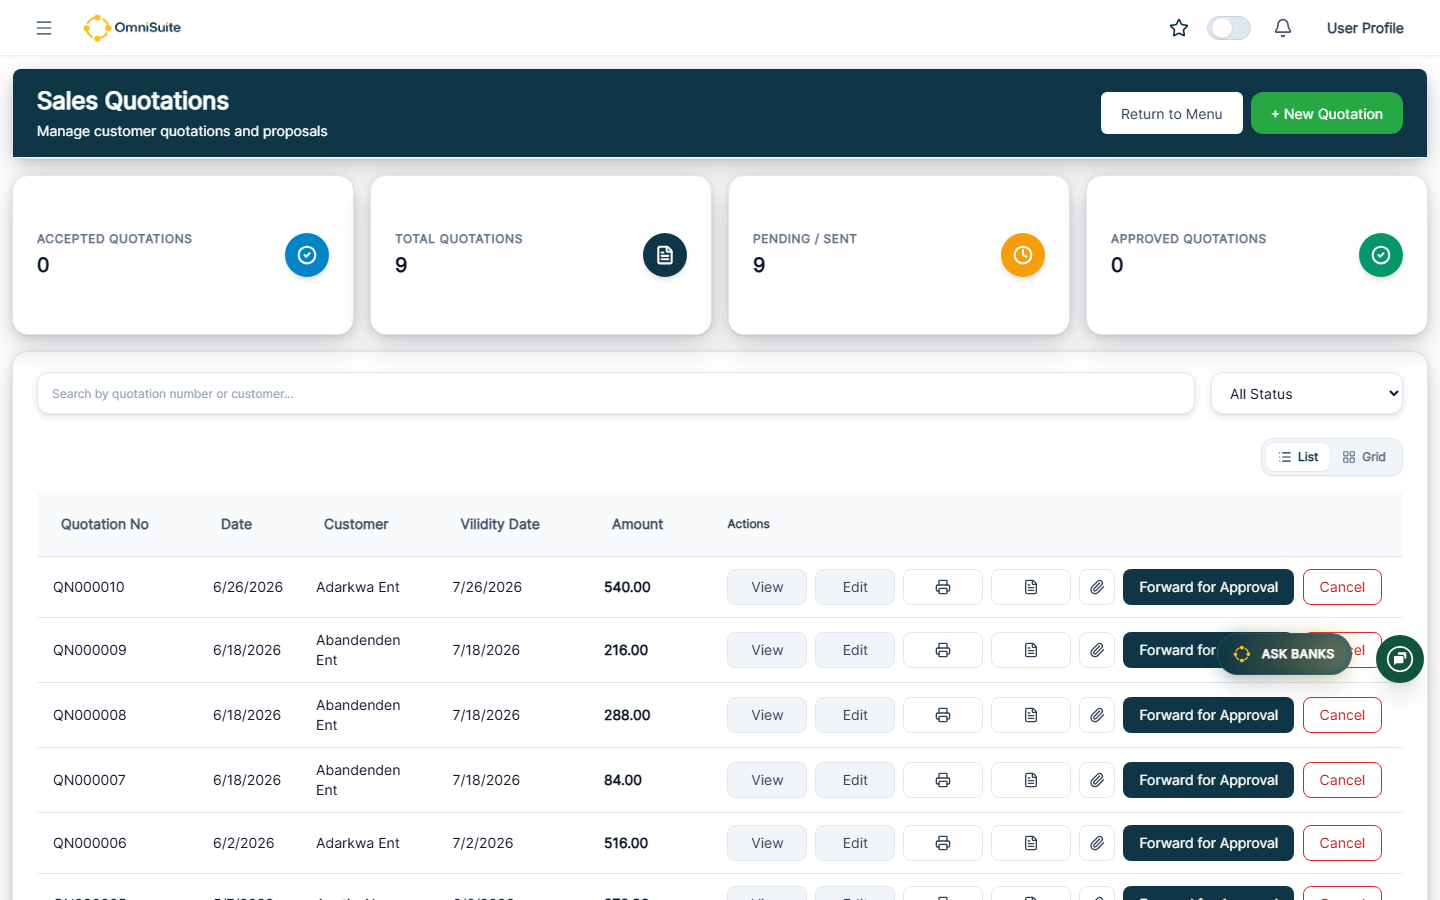 OmniSuite
User Profile
Sales Quotations
Manage customer quotations and proposals
Return to Menu
+ New Quotation
ACCEPTED QUOTATIONS
0
TOTAL QUOTATIONS
9
PENDING / SENT
9
APPROVED QUOTATIONS
0
Search by quotation number or customer...
All Status
List
Grid
Quotation No Date Customer Vilidity Date Amount Actions
QN000010 6/26/2026 Adarkwa Ent 7/26/2026 540.00 View Edit Forward for Approval Cancel
QN000009 6/18/2026 Abandenden Ent 7/18/2026 216.00 View Edit Forward for
ASK BANKS
QN000008 6/18/2026 Abandenden Ent 7/18/2026 288.00 View Edit Forward for Approval Cancel
QN000007 6/18/2026 Abandenden Ent 7/18/2026 84.00 View Edit Forward for Approval Cancel
QN000006 6/2/2026 Adarkwa Ent 7/2/2026 516.00 View Edit Forward for Approval Cancel